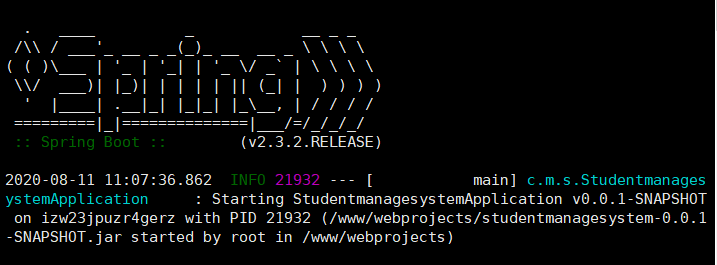 .   ____          _            __ _ _
 /\\ / ___'_ __ _ _(_)_ __  __ _ \ \ \ \
( ( )\___ | '_ | '_| | '_ \/ _` | \ \ \ \
 \\/  ___)| |_)| | | | | || (_| |  ) ) ) )
  '  |____| .__|_| |_|_| |_\__, | / / / /
 =========|_|==============|___/=/_/_/_/
 :: Spring Boot ::        (v2.3.2.RELEASE)
2020-08-11 11:07:36.862  INFO 21932 --- [           main] c.m.s.Studentmanages
ystemApplication     : Starting StudentmanagesystemApplication v0.0.1-SNAPSHOT
 on izw23jpuzr4gerz with PID 21932 (/www/webprojects/studentmanagesystem-0.0.1
-SNAPSHOT.jar started by root in /www/webprojects)